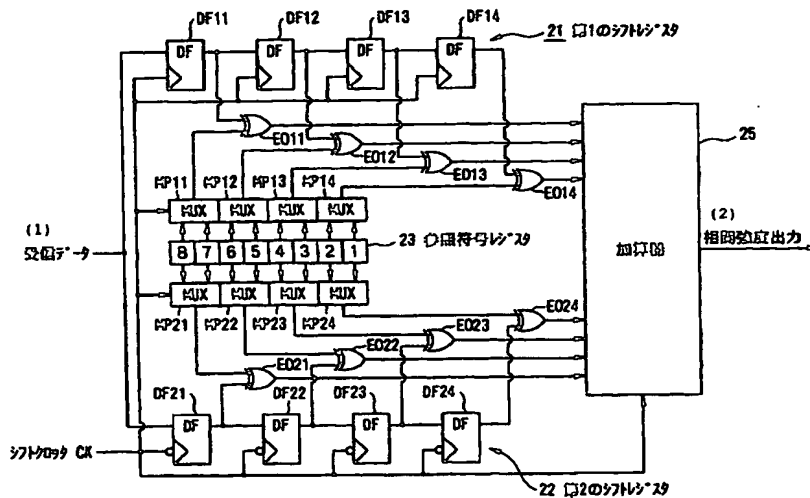 DF11 DF12 DF13 DF14
DF DF DF DF
21 第1のシフトレジスタ
25
EO11
EO12
EO13
EO14
MP11 MP12 MP13 MP14
MUX MUX MUX MUX
(1)
受信データ
8 7 6 5 4 3 2 1
23 参照符号レジスタ
加算器
(2)
相関強度出力
MUX MUX MUX MUX
MP21 MP22 MP23 MP24
EO24
EO23
EO22
EO21
DF21 DF22 DF23 DF24
DF DF DF DF
シフトクロック CK
22 第2のシフトレジスタ